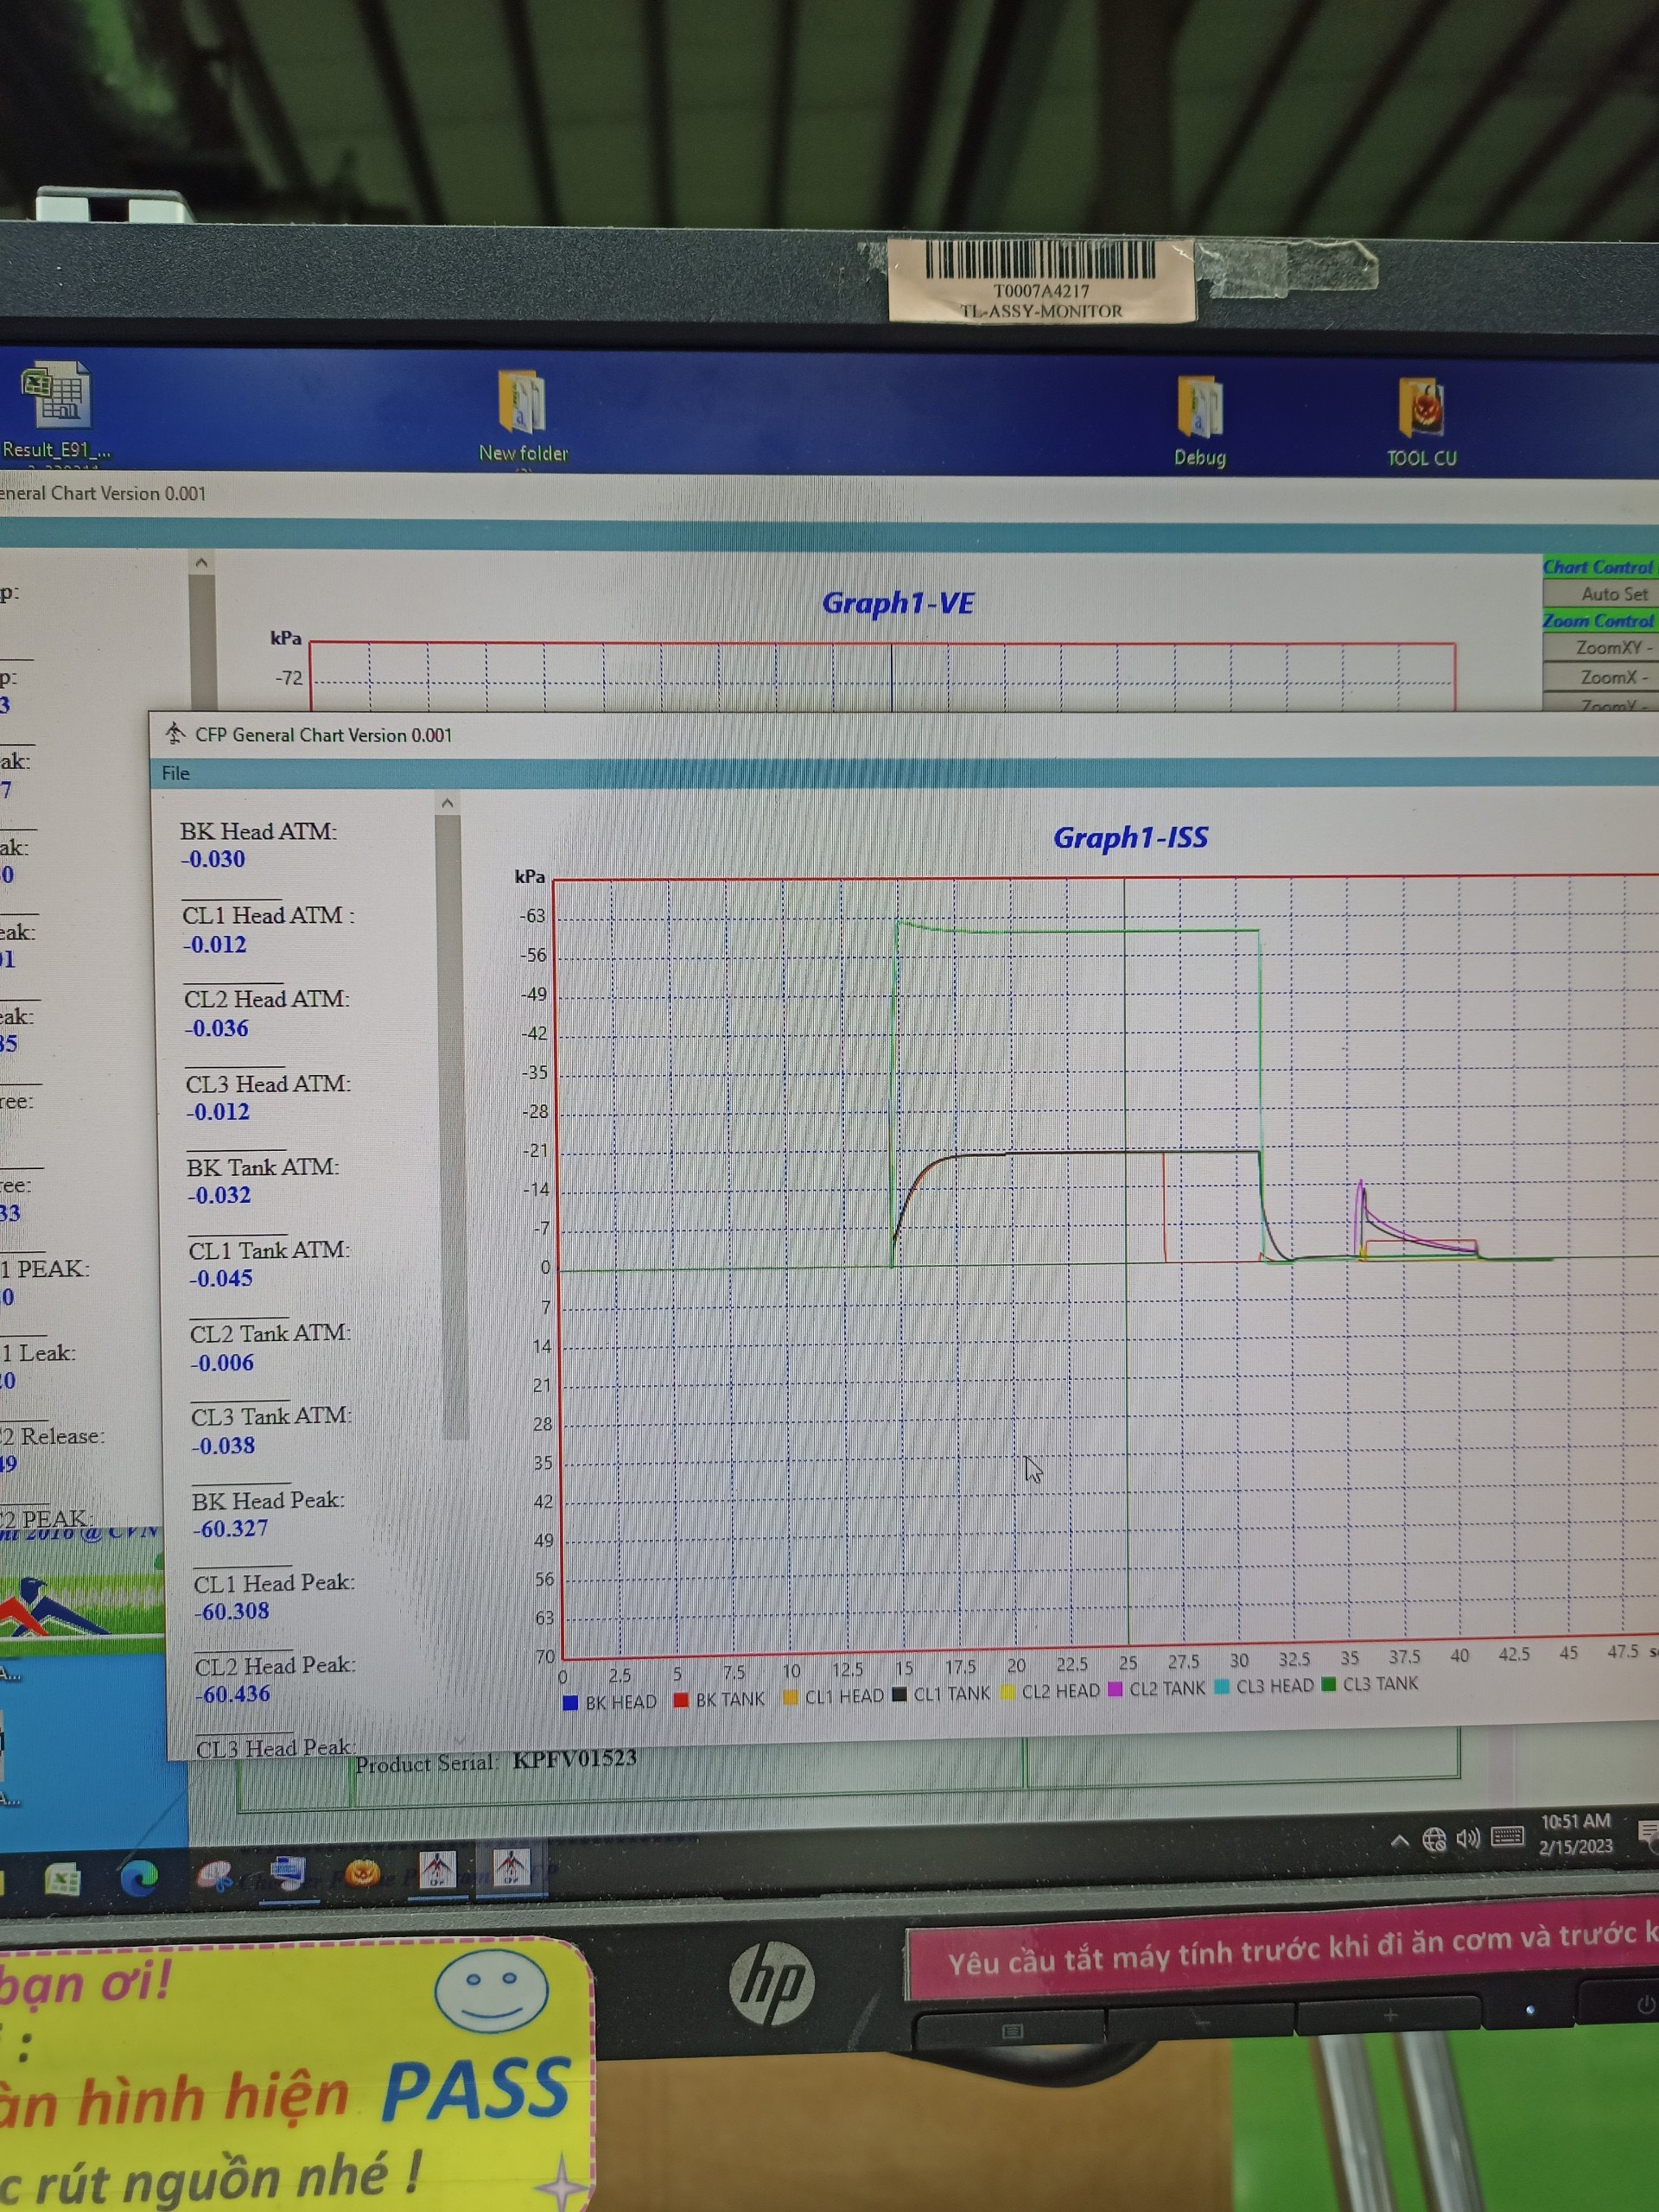 T0007A4217
TL-ASSY-MONITOR
Result_E91_...
New folder
Debug
TOOL CU
eneral Chart Version 0.001
Chart Control
Auto Set
Zoom Control
ZoomXY -
ZoomX -
ZoomY -
Graph1-VE
kPa
-72
p:
p:
3
ak:
7
ak:
0
eak:
01
eak:
35
ree:
ree:
33
1 PEAK:
0
1 Leak:
20
2 Release:
49
2 PEAK:
2016 @ CVN
CFP General Chart Version 0.001
File
BK Head ATM:
-0.030
CL1 Head ATM :
-0.012
CL2 Head ATM:
-0.036
CL3 Head ATM:
-0.012
BK Tank ATM:
-0.032
CL1 Tank ATM:
-0.045
CL2 Tank ATM:
-0.006
CL3 Tank ATM:
-0.038
BK Head Peak:
-60.327
CL1 Head Peak:
-60.308
CL2 Head Peak:
-60.436
CL3 Head Peak:
Graph1-ISS
kPa
-63
-56
-49
-42
-35
-28
-21
-14
-7
0
7
14
21
28
35
42
49
56
63
70
0 2.5 5 7.5 10 12.5 15 17.5 20 22.5 25 27.5 30 32.5 35 37.5 40 42.5 45 47.5 s
BK HEAD BK TANK CL1 HEAD CL1 TANK CL2 HEAD CL2 TANK CL3 HEAD CL3 TANK
Product Serial: KPFV01523
10:51 AM
2/15/2023
hp
Yêu cầu tắt máy tính trước khi đi ăn cơm và trước k
bạn ơi!
:
àn hình hiện PASS
c rút nguồn nhé !